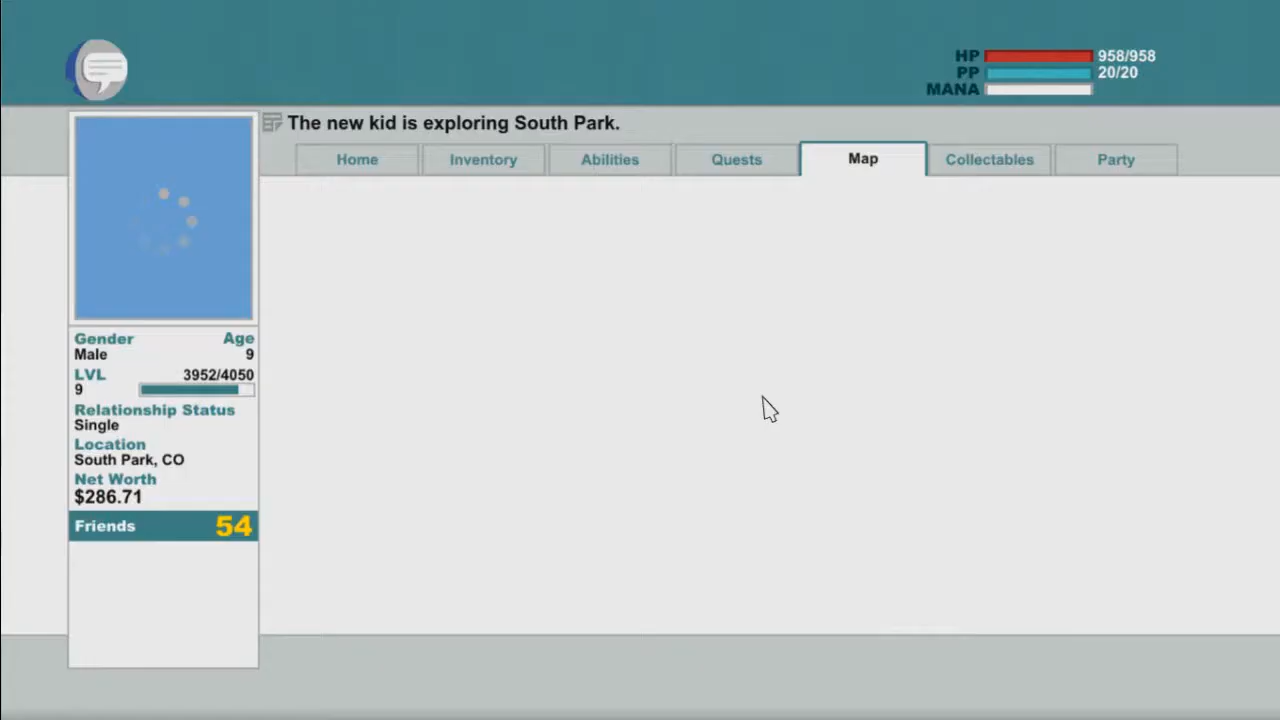 HP 958/958
PP 20/20
MANA
The new kid is exploring South Park.
Home Inventory Abilities Quests Map Collectables Party
Gender Age
Male 9
LVL 3952/4050
9
Relationship Status
Single
Location
South Park, CO
Net Worth
$286.71
Friends 54